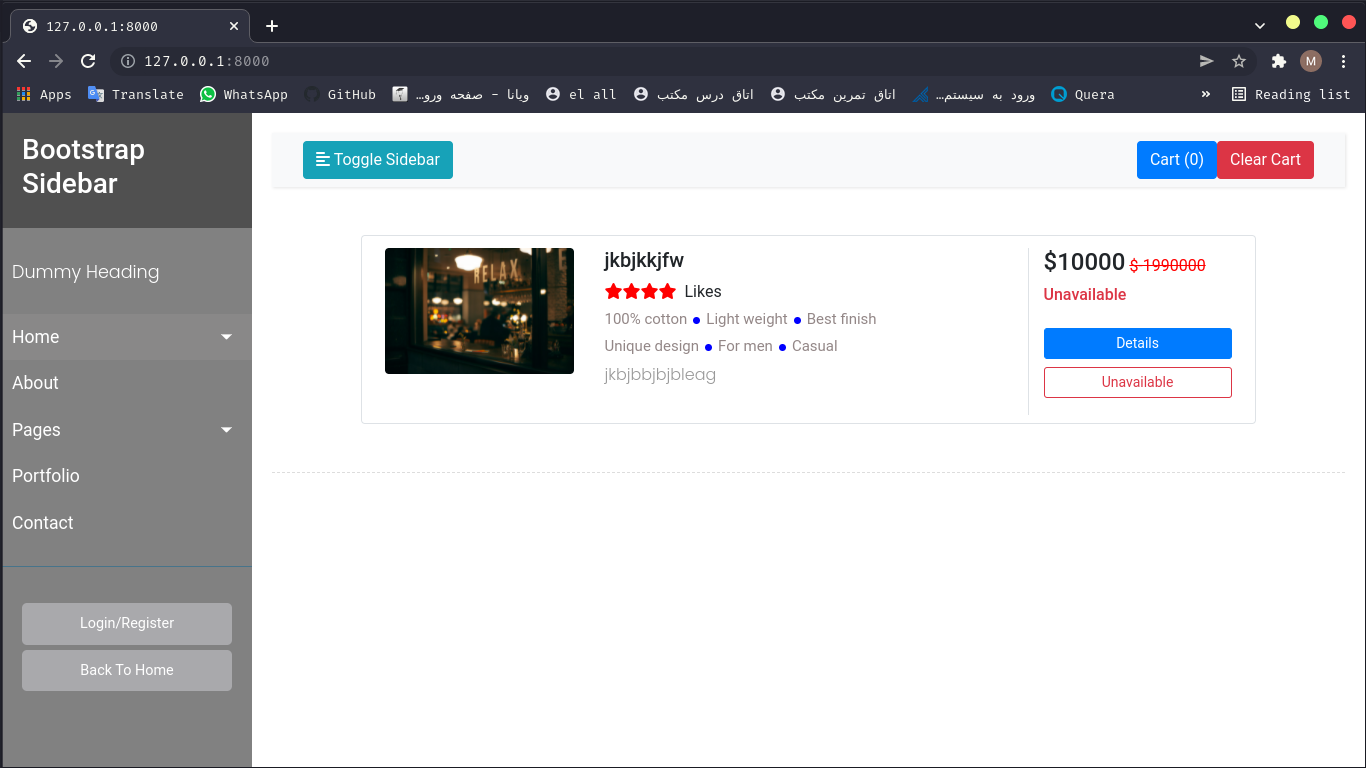 127.0.0.1:8000
127.0.0.1:8000
M
Apps
Translate
WhatsApp
GitHub
ویانا - صفحه ورو...
el all
اتاق درس مکتب
اتاق تمرین مکتب
ورود به سیستم...
Quera
»
Reading list
Bootstrap
Sidebar
Dummy Heading
Home
About
Pages
Portfolio
Contact
Login/Register
Back To Home
Toggle Sidebar
Cart (0)
Clear Cart
RELAX
jkbjkkjfw
Likes
100% cotton • Light weight • Best finish
Unique design • For men • Casual
jkbjbbjbjbleag
$10000 $ 1990000
Unavailable
Details
Unavailable